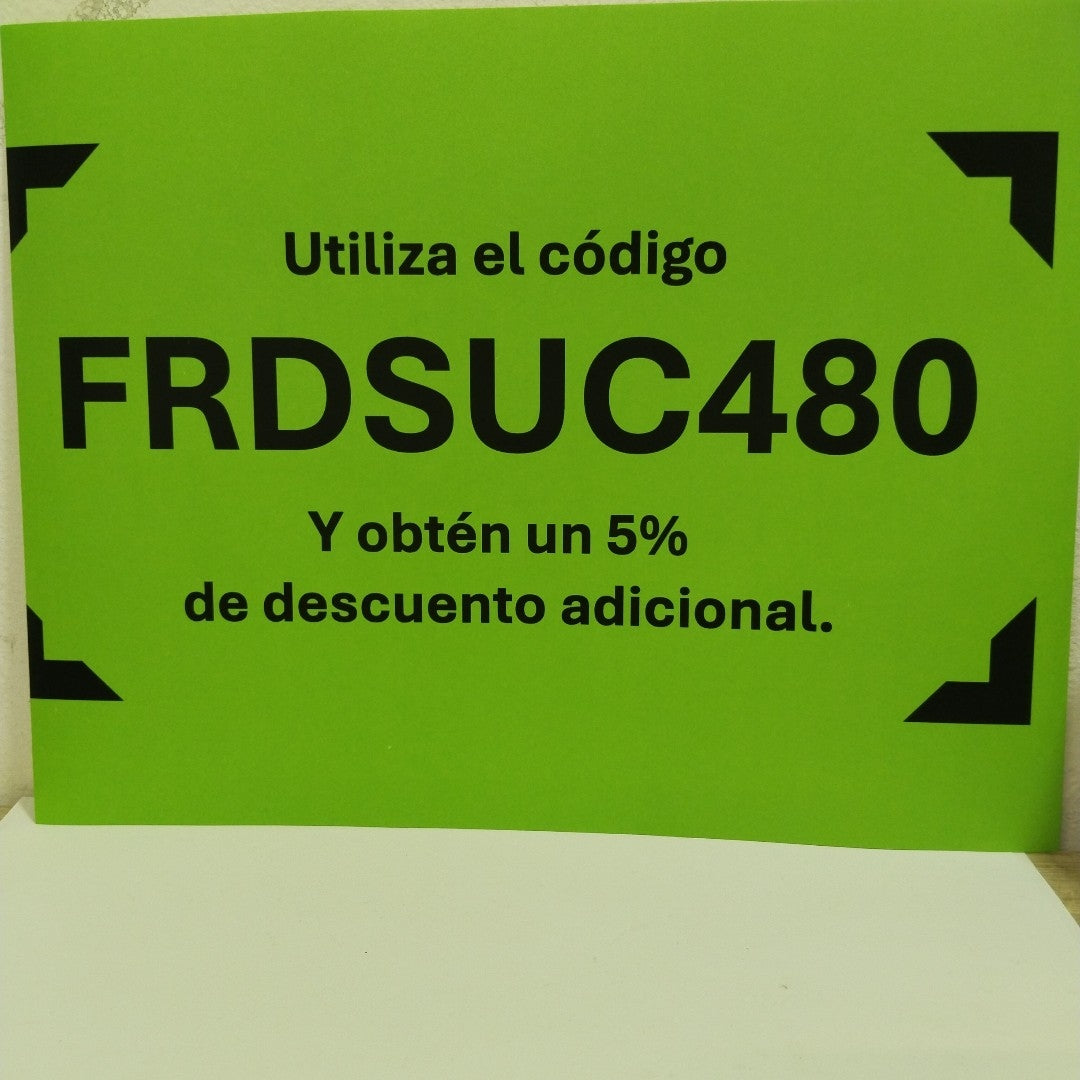 Utiliza el código
FRDSUC480
Y obtén un 5%
de descuento adicional.